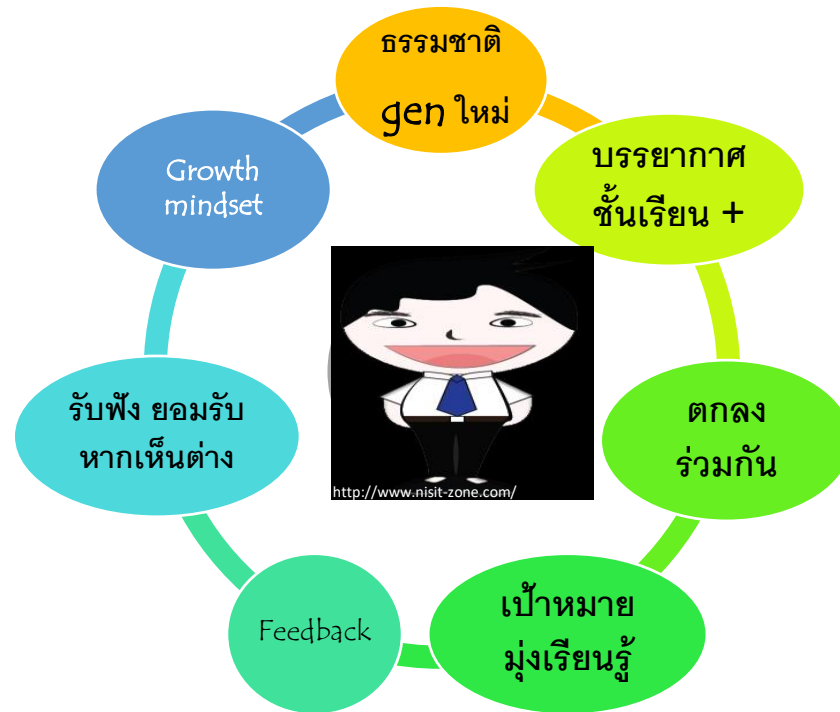 ธรรมชาติ
gen ใหม่
บรรยากาศ
ชั้นเรียน +
ตกลง
ร่วมกัน
เป้าหมาย
มุ่งเรียนรู้
Feedback
รับฟัง ยอมรับ
หากเห็นต่าง
Growth
mindset
http://www.nisit-zone.com/